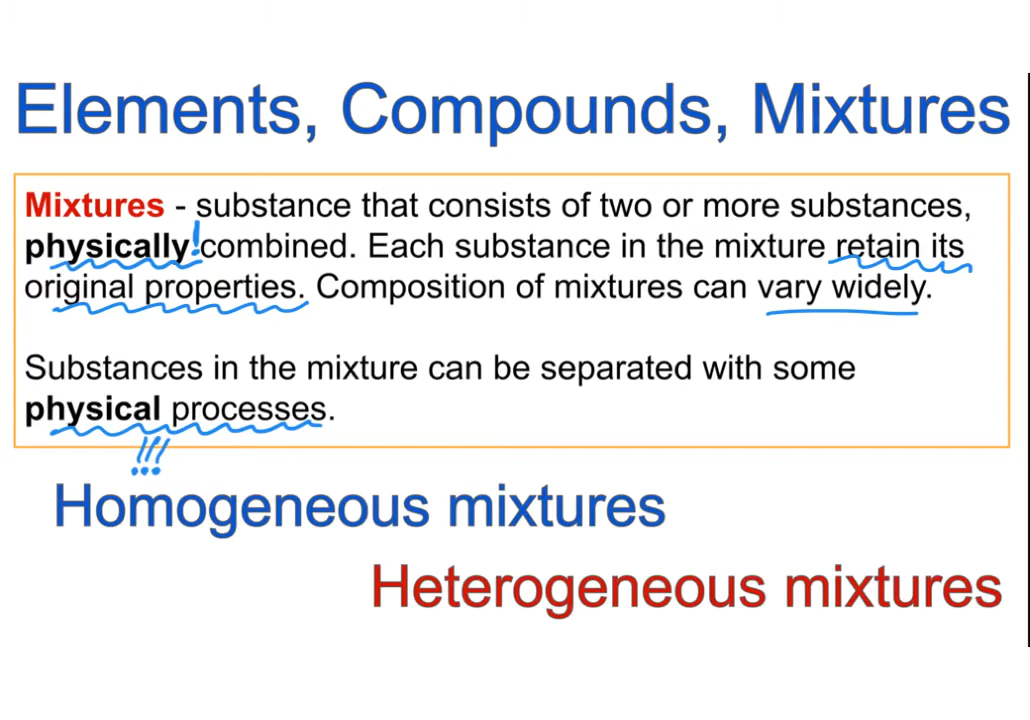 Elements, Compounds, Mixtures
Mixtures - substance that consists of two or more substances,
physically! combined. Each substance in the mixture retain its
original properties. Composition of mixtures can vary widely.
Substances in the mixture can be separated with some
physical processes.
!!!
Homogeneous mixtures
Heterogeneous mixtures